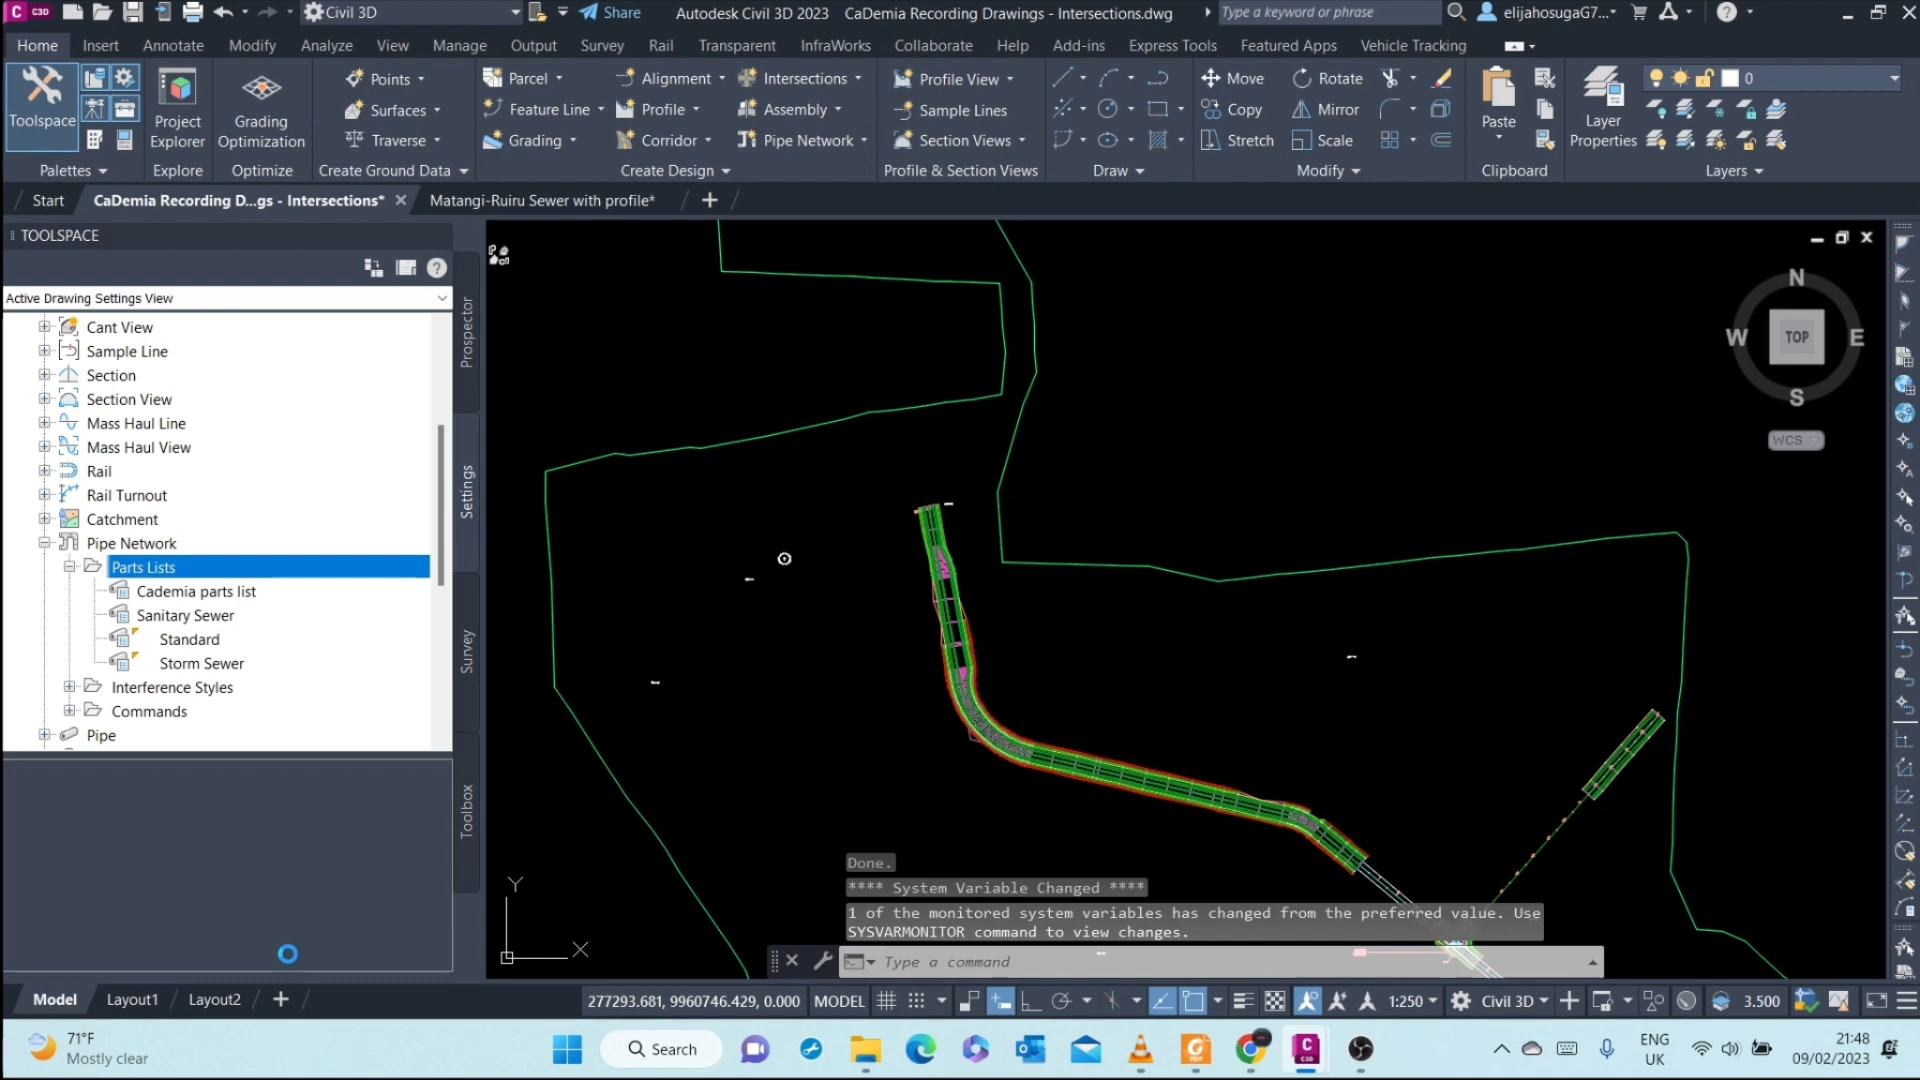 C C3D Civil 3D Share Autodesk Civil 3D 2023 CaDemia Recording Drawings - Intersections.dwg Type a keyword or phrase elijahosugaG7...
Home Insert Annotate Modify Analyze View Manage Output Survey Rail Transparent InfraWorks Collaborate Help Add-ins Express Tools Featured Apps Vehicle Tracking
Points Parcel Alignment Intersections Profile View Move Rotate 0
Toolspace Project Explorer Grading Optimization Surfaces Feature Line Profile Assembly Sample Lines Copy Mirror Paste Layer Properties
Traverse Grading Corridor Pipe Network Section Views Stretch Scale
Palettes Explore Optimize Create Ground Data Create Design Profile & Section Views Draw Modify Clipboard Layers
Start CaDemia Recording D...gs - Intersections* Matangi-Ruiru Sewer with profile*
TOOLSPACE
Active Drawing Settings View
Cant View
Sample Line
Section
Section View
Mass Haul Line
Mass Haul View
Rail
Rail Turnout
Catchment
Pipe Network
Parts Lists
Cademia parts list
Sanitary Sewer
Standard
Storm Sewer
Interference Styles
Commands
Pipe
Prospector
Settings
Survey
Toolbox
N
W TOP E
S
WCS
Y
X
Done.
**** System Variable Changed ****
1 of the monitored system variables has changed from the preferred value. Use
SYSVARMONITOR command to view changes.
Type a command
Model Layout1 Layout2 277293.681, 9960746.429, 0.000 MODEL 1:250 Civil 3D 3.500
71°F
Mostly clear
Search
ENG
UK
21:48
09/02/2023